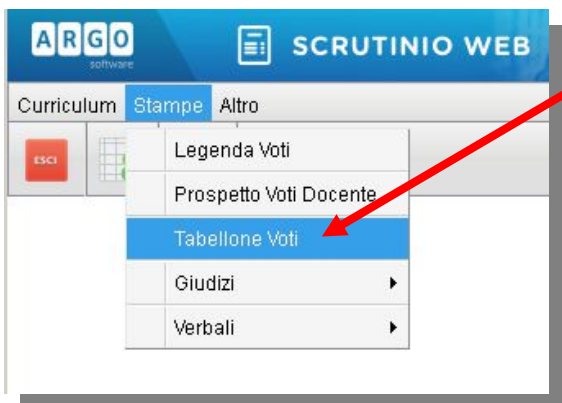 ARGO
software
SCRUTINIO WEB
Curriculum Stampe Altro
ESCI
Legenda Voti
Prospetto Voti Docente
Tabellone Voti
Giudizi
Verbali